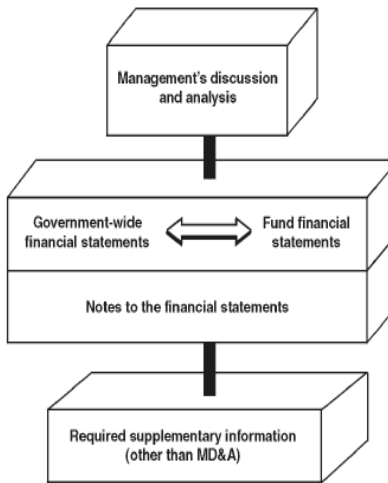 Management's discussion
and analysis
Government-wide
financial statements
Fund financial
statements
Notes to the financial statements
Required supplementary information
(other than MD&A)